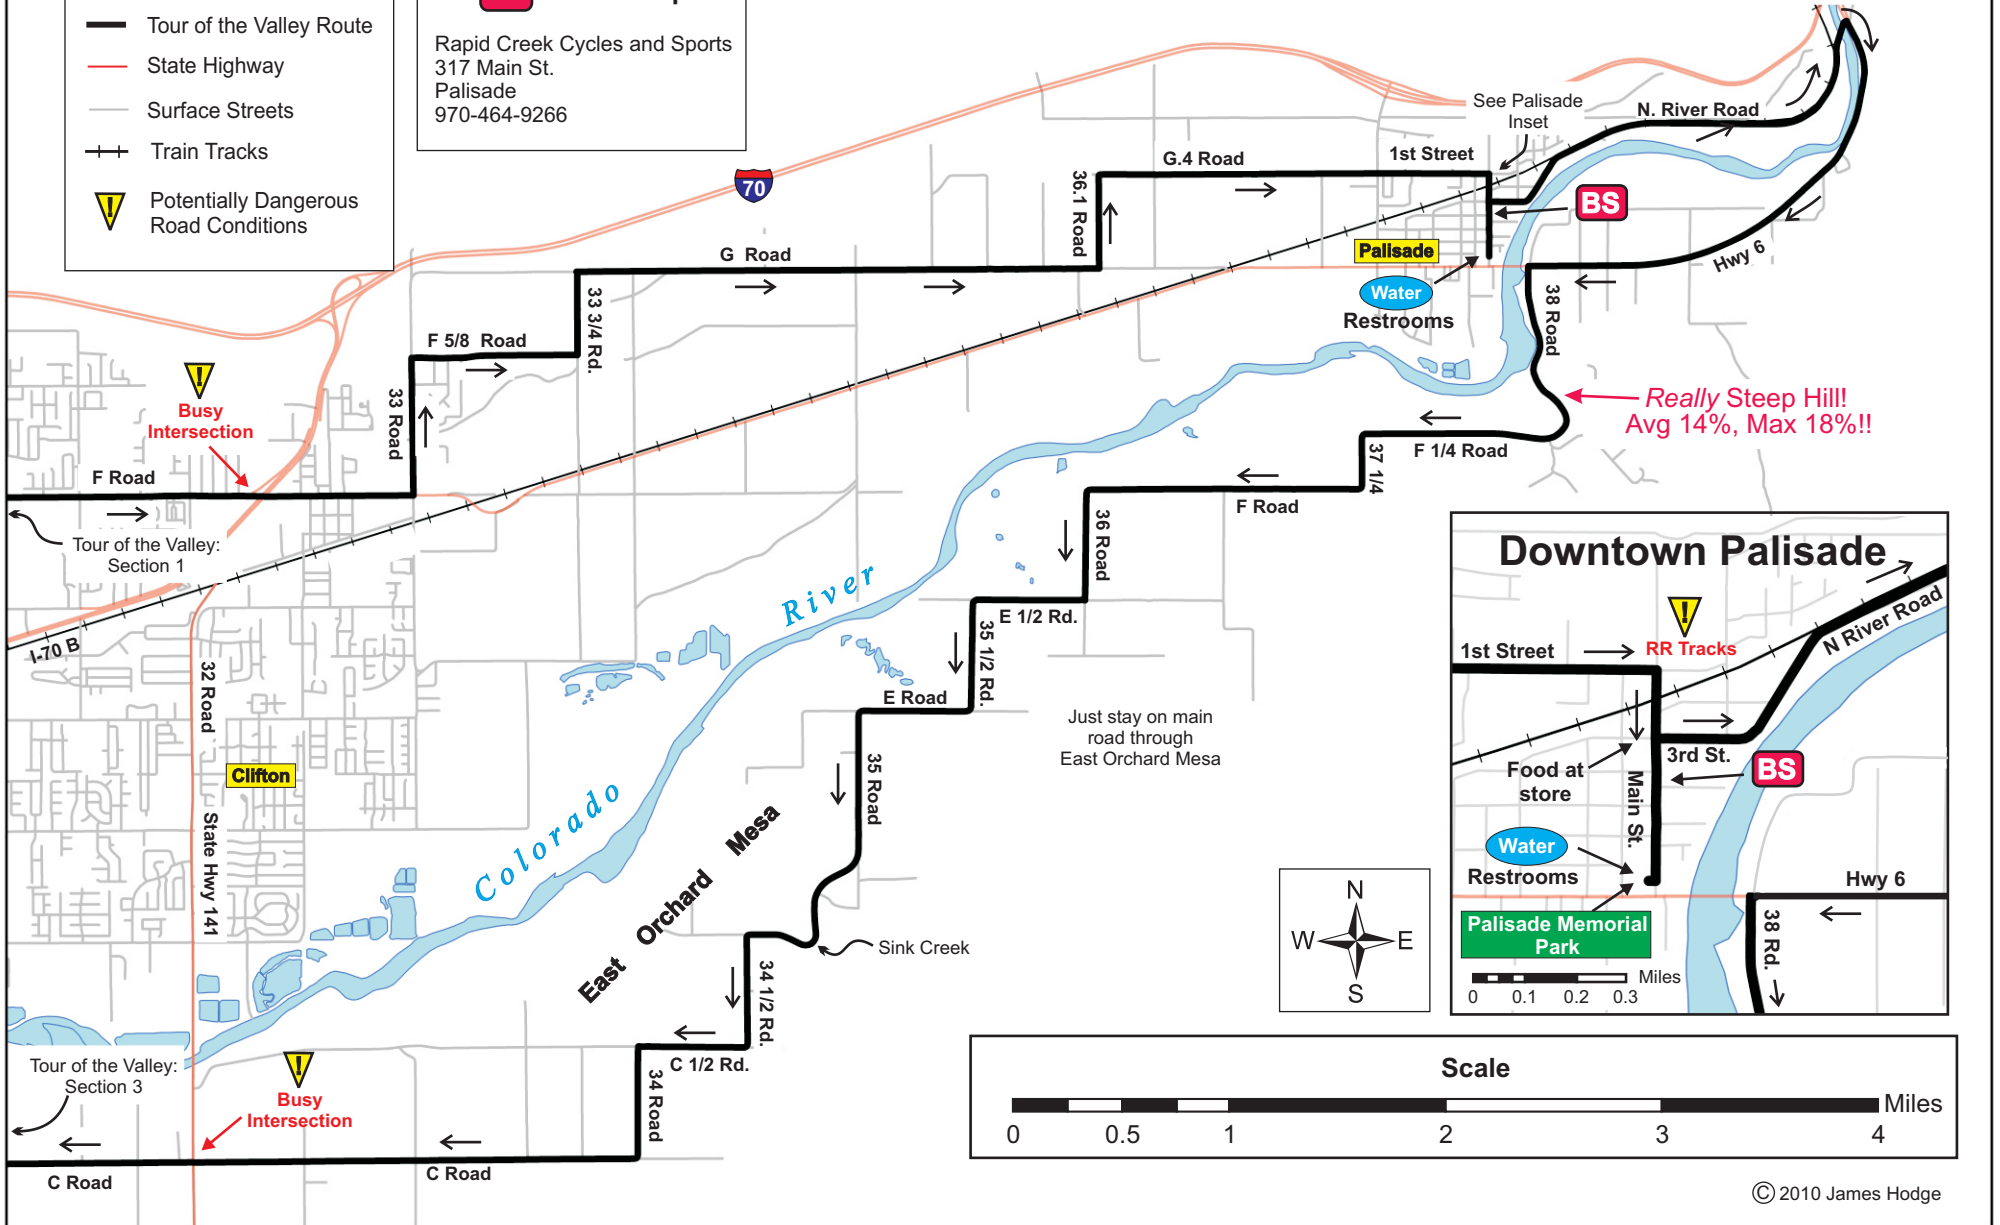 Tour of the Valley Route
State Highway
Surface Streets
Train Tracks
!
Potentially Dangerous
Road Conditions
Rapid Creek Cycles and Sports
317 Main St.
Palisade
970-464-9266
70
See Palisade
Inset
N. River Road
G.4 Road
1st Street
36.1 Road
BS
Palisade
Hwy 6
G Road
Water
Restrooms
38 Road
33 3/4 Rd.
F 5/8 Road
!
Busy
Intersection
33 Road
Really Steep Hill!
Avg 14%, Max 18%!!
F 1/4 Road
37 1/4
F Road
F Road
36 Road
Tour of the Valley:
Section 1
River
E 1/2 Rd.
35 1/2 Rd.
I-70 B
32 Road
E Road
Just stay on main
road through
East Orchard Mesa
Clifton
35 Road
State Hwy 141
Colorado
East Orchard Mesa
Sink Creek
34 1/2 Rd.
C 1/2 Rd.
34 Road
Tour of the Valley:
Section 3
!
Busy
Intersection
C Road
C Road
N
W E
S
Downtown Palisade
!
RR Tracks
1st Street
N River Road
3rd St.
BS
Food at
store
Main St.
Water
Restrooms
Hwy 6
Palisade Memorial
Park
38 Rd.
Miles
0 0.1 0.2 0.3
Scale
Miles
0 0.5 1 2 3 4
© 2010 James Hodge